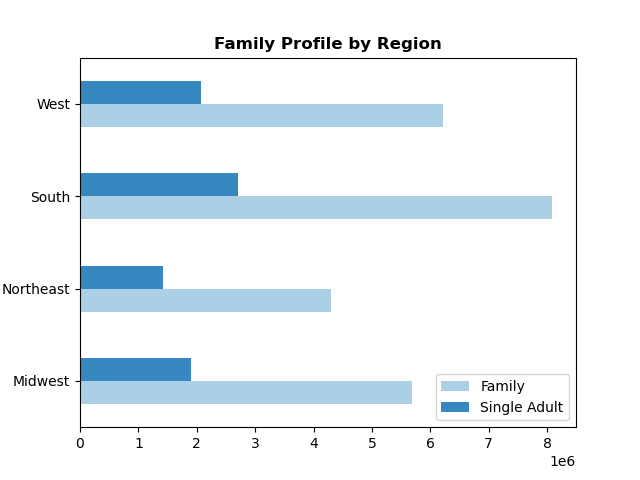 Family Profile by Region
West
South
Northeast
Midwest
Family
Single Adult
0 1 2 3 4 5 6 7 8
1e6